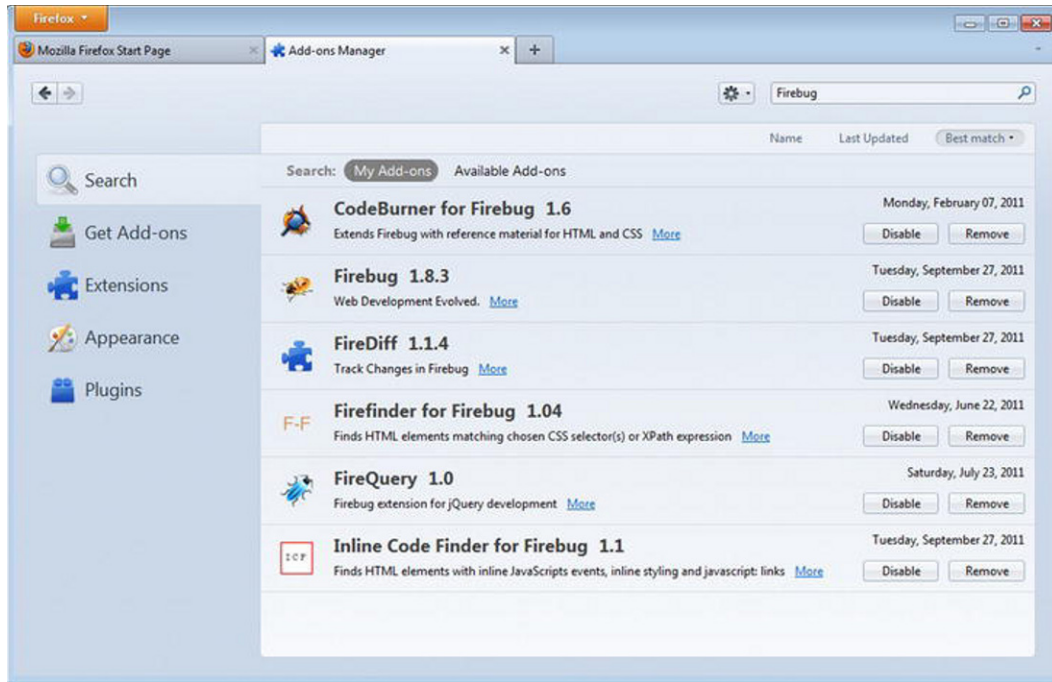 Firefox
Mozilla Firefox Start Page
Add-ons Manager
Firebug
Name Last Updated Best match
Search
Get Add-ons
Extensions
Appearance
Plugins
Search: My Add-ons Available Add-ons
CodeBurner for Firebug 1.6
Monday, February 07, 2011
Extends Firebug with reference material for HTML and CSS More
Disable Remove
Firebug 1.8.3
Tuesday, September 27, 2011
Web Development Evolved. More
Disable Remove
FireDiff 1.1.4
Tuesday, September 27, 2011
Track Changes in Firebug More
Disable Remove
F-F
Firefinder for Firebug 1.04
Wednesday, June 22, 2011
Finds HTML elements matching chosen CSS selector(s) or XPath expression More
Disable Remove
FireQuery 1.0
Saturday, July 23, 2011
Firebug extension for jQuery development More
Disable Remove
ICF
Inline Code Finder for Firebug 1.1
Tuesday, September 27, 2011
Finds HTML elements with inline JavaScripts events, inline styling and javascript: links More
Disable Remove